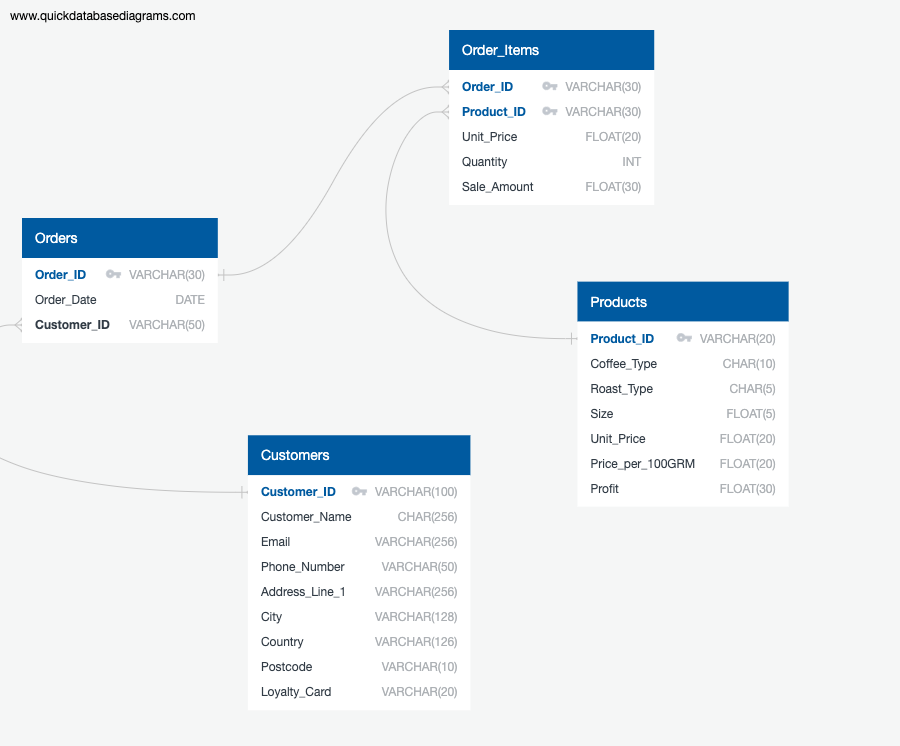 www.quickdatabasediagrams.com
Order_Items
Order_ID VARCHAR(30)
Product_ID VARCHAR(30)
Unit_Price FLOAT(20)
Quantity INT
Sale_Amount FLOAT(30)
Orders
Order_ID VARCHAR(30)
Order_Date DATE
Customer_ID VARCHAR(50)
Products
Product_ID VARCHAR(20)
Coffee_Type CHAR(10)
Roast_Type CHAR(5)
Size FLOAT(5)
Unit_Price FLOAT(20)
Price_per_100GRM FLOAT(20)
Profit FLOAT(30)
Customers
Customer_ID VARCHAR(100)
Customer_Name CHAR(256)
Email VARCHAR(256)
Phone_Number VARCHAR(50)
Address_Line_1 VARCHAR(256)
City VARCHAR(128)
Country VARCHAR(126)
Postcode VARCHAR(10)
Loyalty_Card VARCHAR(20)